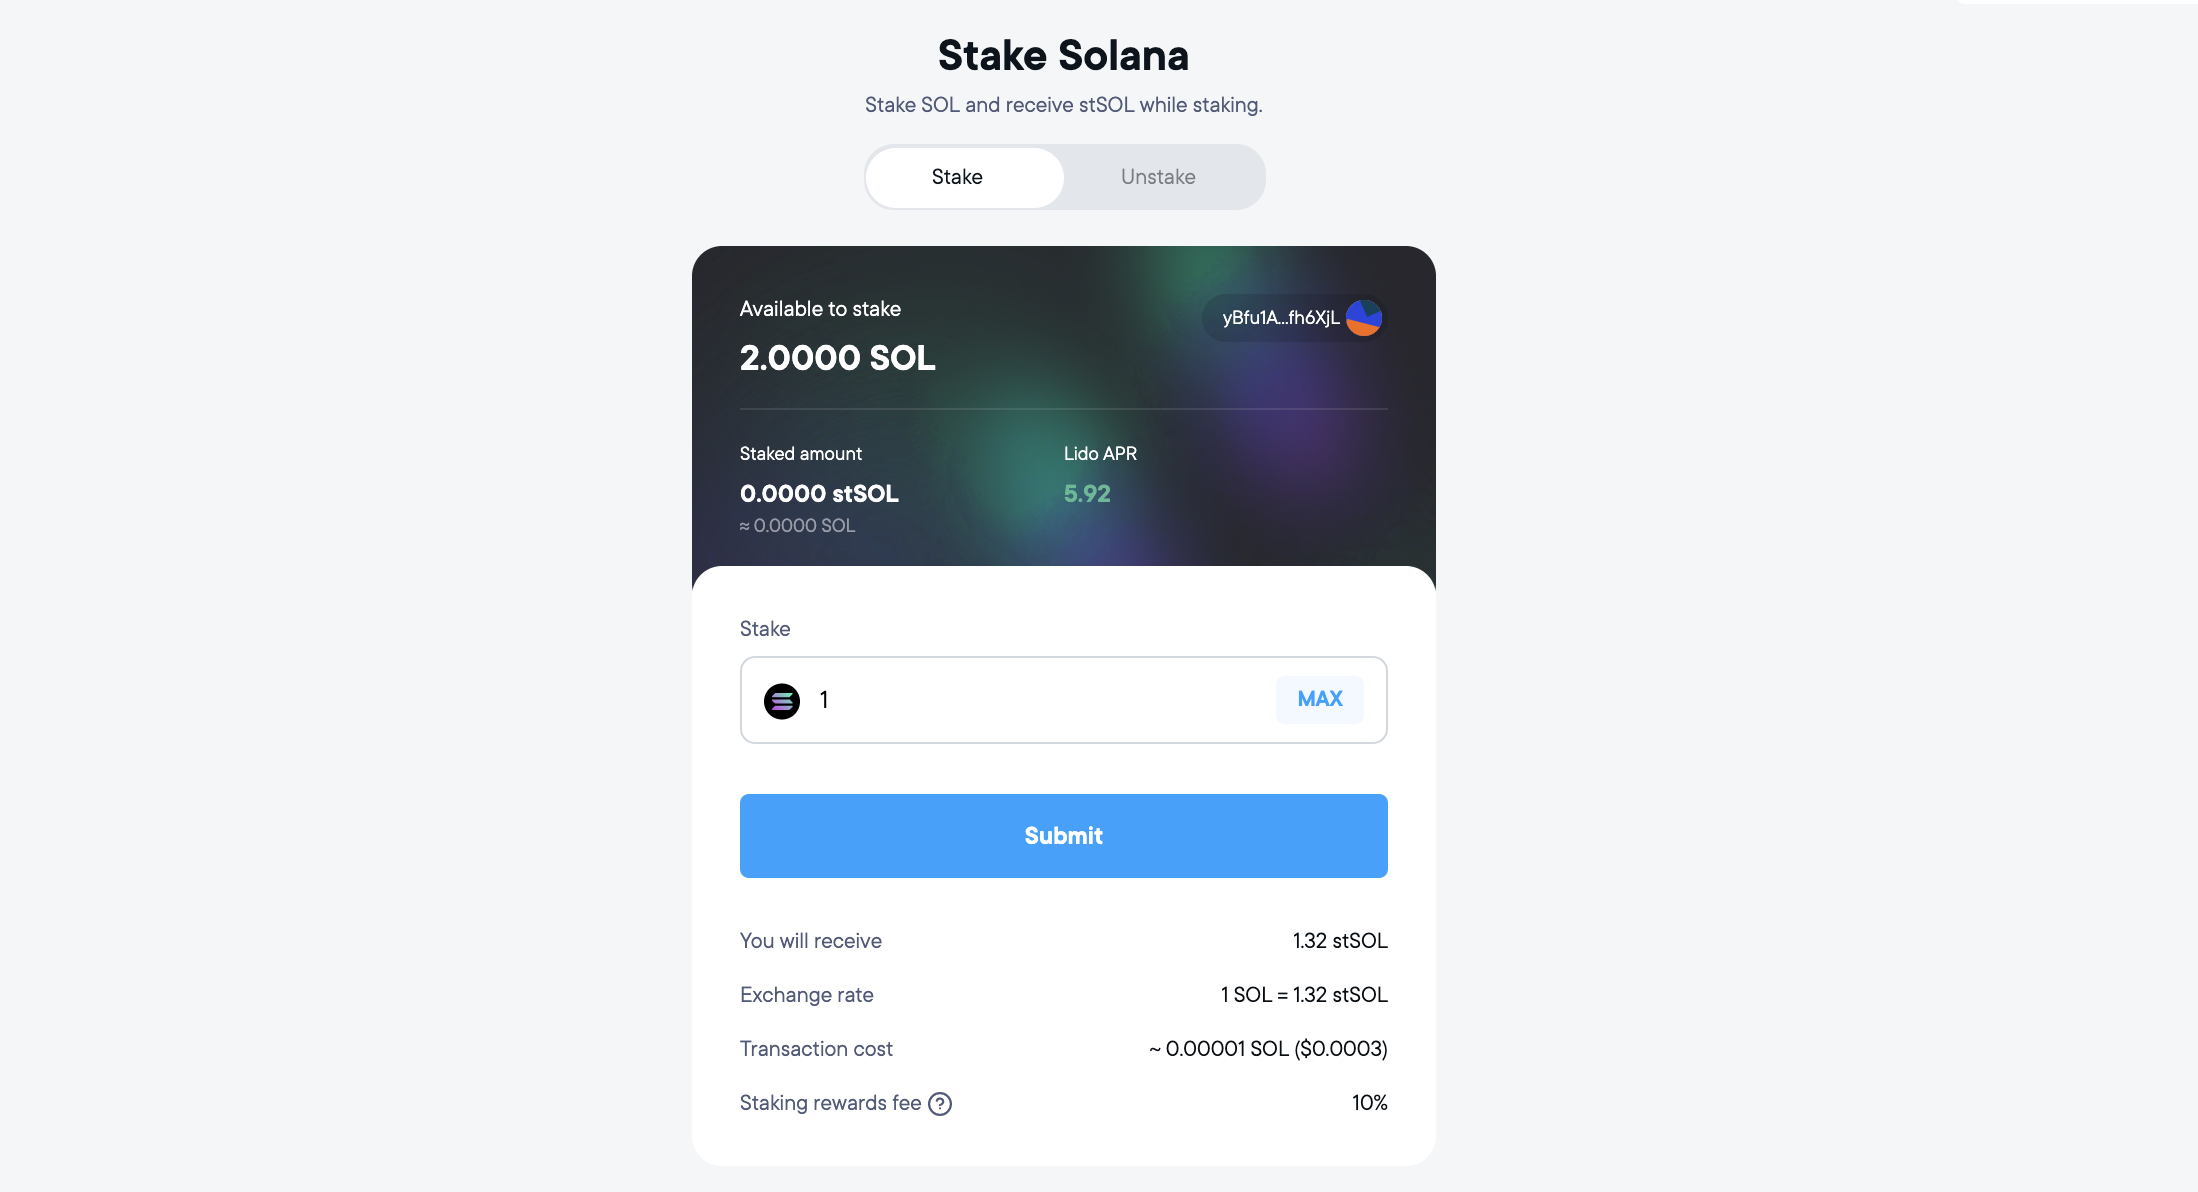 Stake Solana
Stake SOL and receive stSOL while staking.
Stake Unstake
Available to stake
yBfu1A...fh6XjL
2.0000 SOL
Staked amount Lido APR
0.0000 stSOL 5.92
≈ 0.0000 SOL
Stake
1 MAX
Submit
You will receive 1.32 stSOL
Exchange rate 1 SOL = 1.32 stSOL
Transaction cost ~ 0.00001 SOL ($0.0003)
Staking rewards fee ? 10%